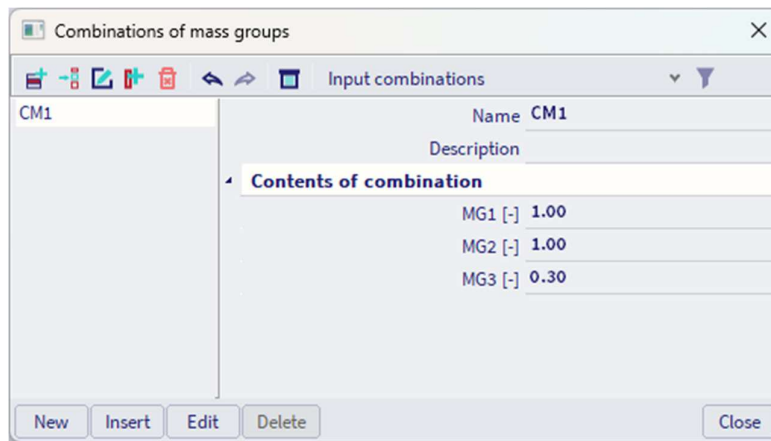 Combinations of mass groups
Input combinations
CM1
Name CM1
Description
Contents of combination
MG1 [-] 1.00
MG2 [-] 1.00
MG3 [-] 0.30
New Insert Edit Delete Close